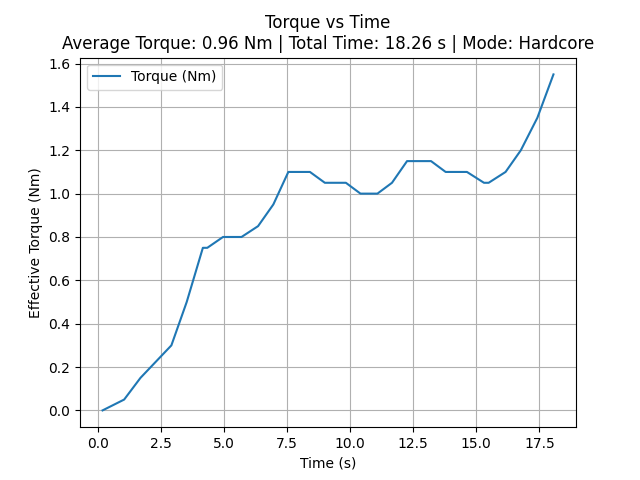 Torque vs Time
Average Torque: 0.96 Nm | Total Time: 18.26 s | Mode: Hardcore
Torque (Nm)
Effective Torque (Nm)
1.6
1.4
1.2
1.0
0.8
0.6
0.4
0.2
0.0
0.0 2.5 5.0 7.5 10.0 12.5 15.0 17.5
Time (s)